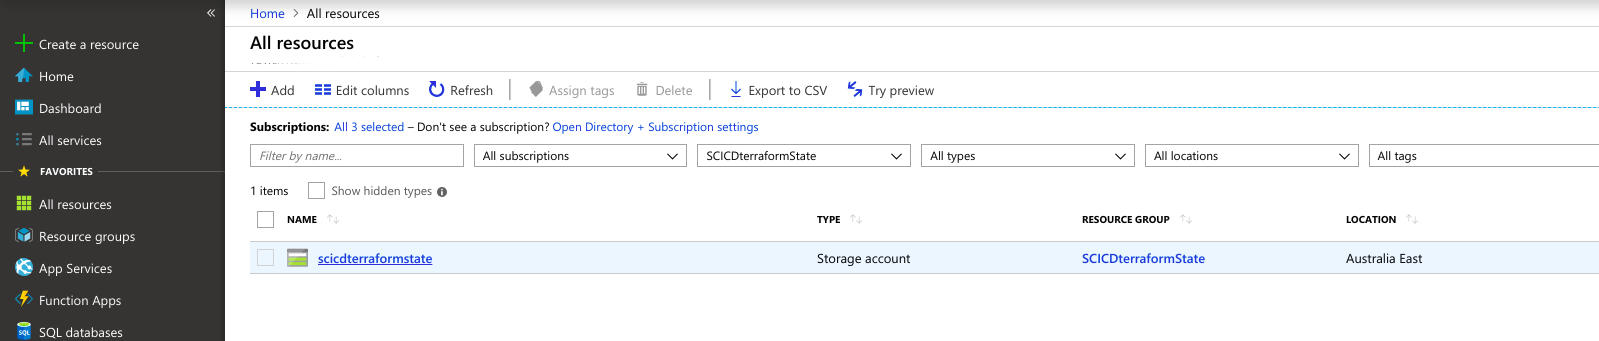 «
Create a resource
Home
Dashboard
All services
FAVORITES
All resources
Resource groups
App Services
Function Apps
SQL
SQL databases
Home > All resources
All resources
Add Edit columns Refresh Assign tags Delete Export to CSV Try preview
Subscriptions: All 3 selected – Don't see a subscription? Open Directory + Subscription settings
Filter by name... All subscriptions SCICDterraformState All types All locations All tags
1 items Show hidden types
NAME TYPE RESOURCE GROUP LOCATION
scicdterraformstate Storage account SCICDterraformState Australia East